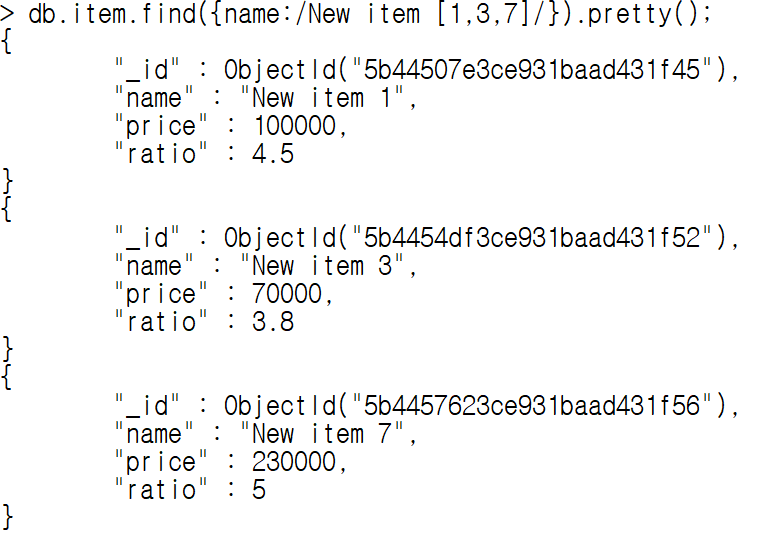 > db.item.find({name:/New item [1,3,7]/}).pretty();
{
        "_id" : ObjectId("5b44507e3ce931baad431f45"),
        "name" : "New item 1",
        "price" : 100000,
        "ratio" : 4.5
}
{
        "_id" : ObjectId("5b4454df3ce931baad431f52"),
        "name" : "New item 3",
        "price" : 70000,
        "ratio" : 3.8
}
{
        "_id" : ObjectId("5b4457623ce931baad431f56"),
        "name" : "New item 7",
        "price" : 230000,
        "ratio" : 5
}